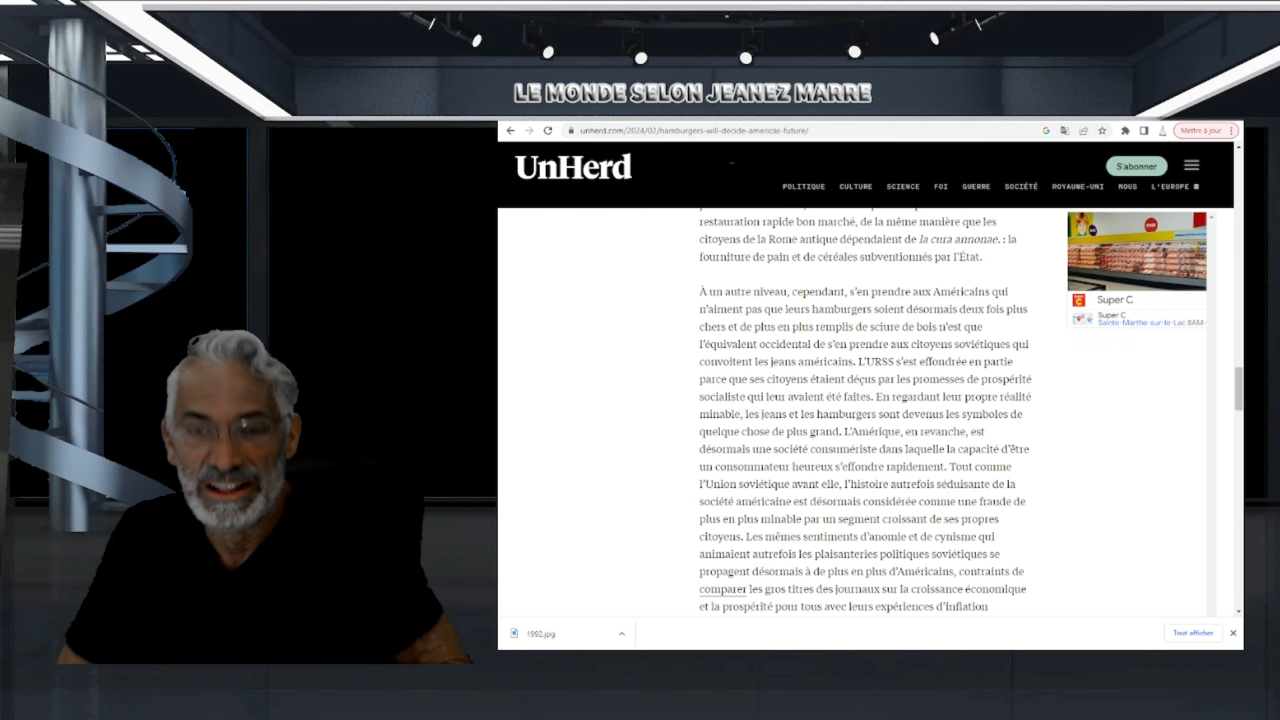 LE MONDE SELON JEANEZ MARRE
unherd.com/2024/02/hamburgers-will-decide-americas-future/
Mettre à jour
UnHerd
S'abonner
POLITIQUE CULTURE SCIENCE FOI GUERRE SOCIÉTÉ ROYAUME-UNI NOUS L'EUROPE
restauration rapide bon marché, de la même manière que les
citoyens de la Rome antique dépendaient de la cura annonae. : la
fourniture de pain et de céréales subventionnés par l'État.
À un autre niveau, cependant, s'en prendre aux Américains qui
n'aiment pas que leurs hamburgers soient désormais deux fois plus
chers et de plus en plus remplis de sciure de bois n'est que
l'équivalent occidental de s'en prendre aux citoyens soviétiques qui
convoitent les jeans américains. L'URSS s'est effondrée en partie
parce que ses citoyens étaient déçus par les promesses de prospérité
socialiste qui leur avaient été faites. En regardant leur propre réalité
minable, les jeans et les hamburgers sont devenus les symboles de
quelque chose de plus grand. L'Amérique, en revanche, est
désormais une société consumériste dans laquelle la capacité d'être
un consommateur heureux s'effondre rapidement. Tout comme
l'Union soviétique avant elle, l'histoire autrefois séduisante de la
société américaine est désormais considérée comme une fraude de
plus en plus minable par un segment croissant de ses propres
citoyens. Les mêmes sentiments d'anomie et de cynisme qui
animaient autrefois les plaisanteries politiques soviétiques se
propagent désormais à de plus en plus d'Américains, contraints de
comparer les gros titres des journaux sur la croissance économique
et la prospérité pour tous avec leurs expériences d'inflation
Super C
Super C
Sainte-Marthe-sur-le-Lac 8AM-
1992.jpg
Tout afficher